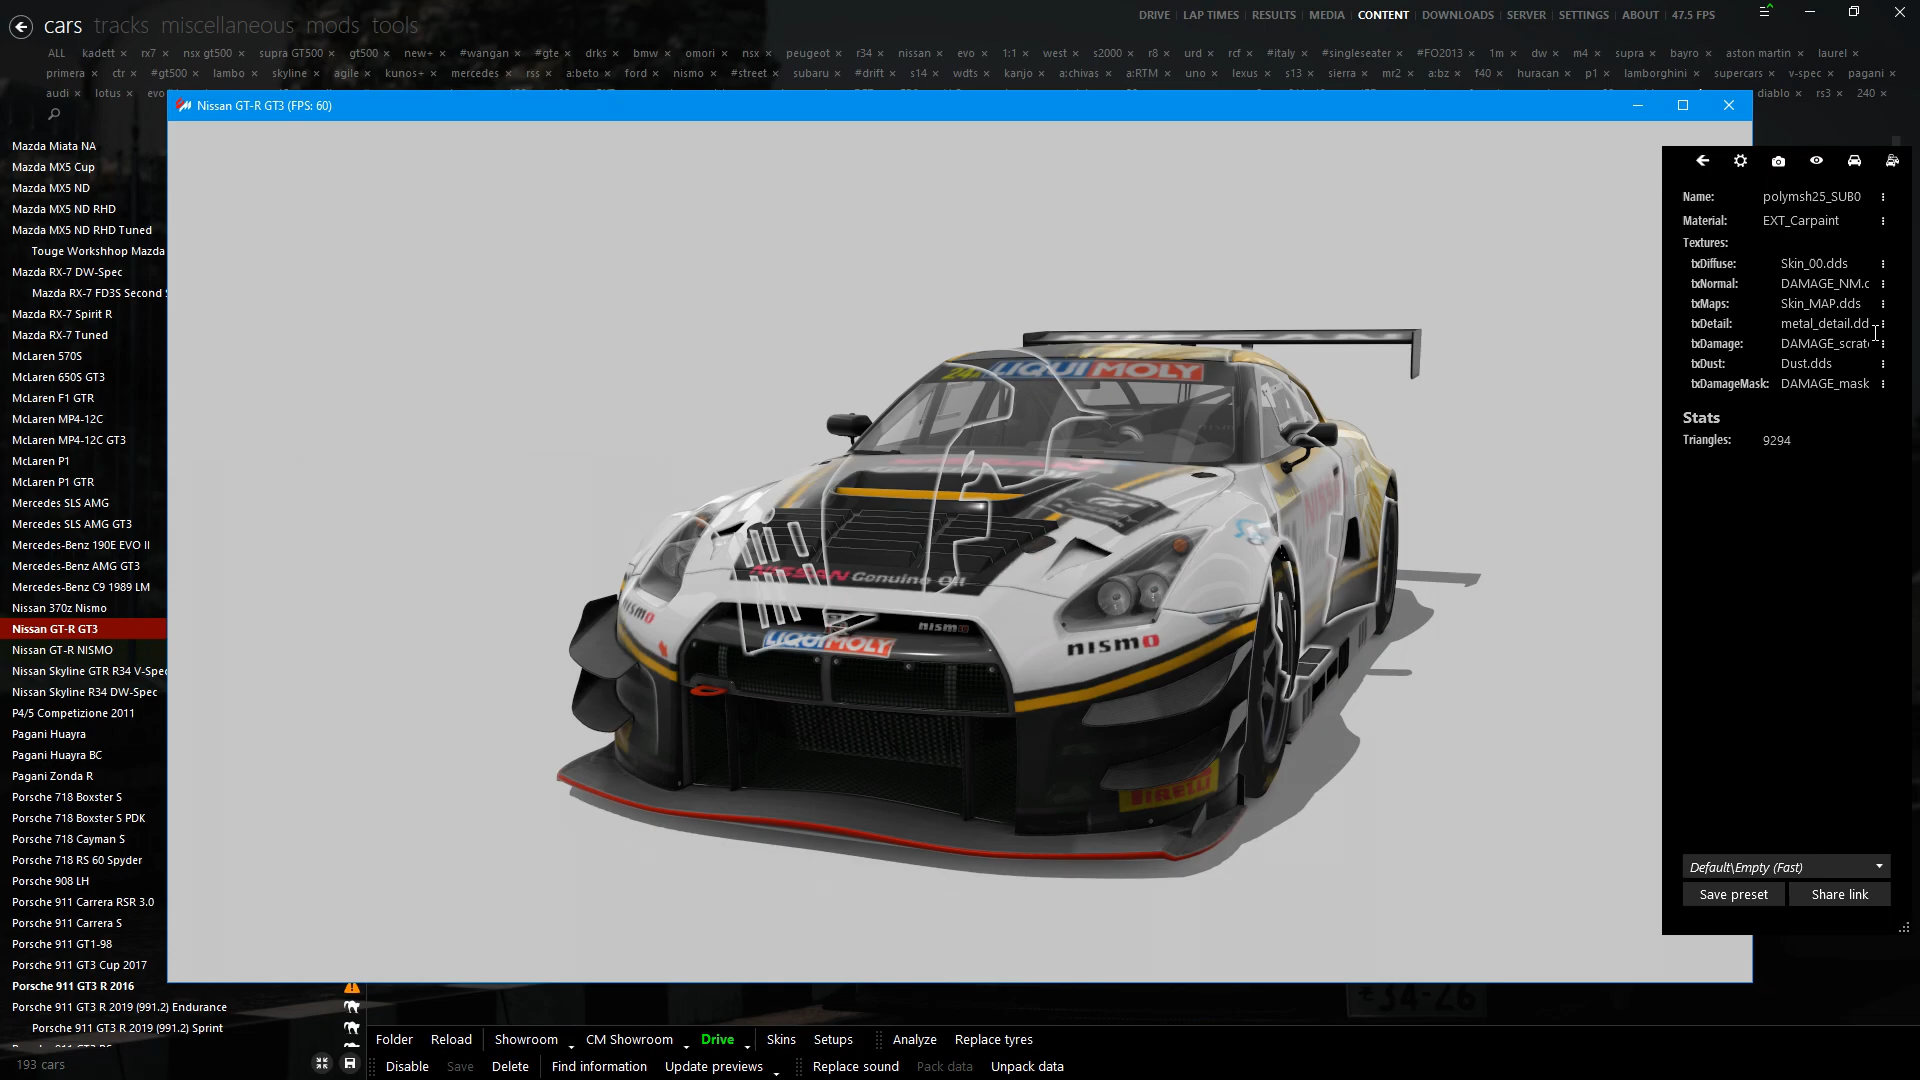 cars tracks miscellaneous mods tools
DRIVE LAP TIMES RESULTS MEDIA CONTENT DOWNLOADS SERVER SETTINGS ABOUT 47.5 FPS
ALL kadett × rx7 × nsx gt500 × supra GT500 × gt500 × new+ × #wangan × #gte × drks × bmw × omori × nsx × peugeot × r34 × nissan × evo × 1:1 × west × s2000 × r8 × urd × rcf × #italy × #singleseater × #FO2013 × 1m × dw × m4 × supra × bayro × aston martin × laurel ×
primera × ctr × #gt500 × lambo × skyline × agile × kunos+ × mercedes × rss × a:beto × ford × nismo × #street × subaru × #drift × s14 × wdts × kanjo × a:chivas × a:RTM × uno × lexus × s13 × sierra × mr2 × a:bz × f40 × huracan × p1 × lamborghini × supercars × v-spec × pagani ×
audi × lotus × evo diablo × rs3 × 240 ×
Nissan GT-R GT3 (FPS: 60)
Mazda Miata NA
Mazda MX5 Cup
Mazda MX5 ND
Mazda MX5 ND RHD
Mazda MX5 ND RHD Tuned
Touge Workshhop Mazda
Mazda RX-7 DW-Spec
Mazda RX-7 FD3S Second
Mazda RX-7 Spirit R
Mazda RX-7 Tuned
McLaren 570S
McLaren 650S GT3
McLaren F1 GTR
McLaren MP4-12C
McLaren MP4-12C GT3
McLaren P1
McLaren P1 GTR
Mercedes SLS AMG
Mercedes SLS AMG GT3
Mercedes-Benz 190E EVO II
Mercedes-Benz AMG GT3
Mercedes-Benz C9 1989 LM
Nissan 370z Nismo
Nissan GT-R GT3
Nissan GT-R NISMO
Nissan Skyline GTR R34 V-Spec
Nissan Skyline R34 DW-Spec
P4/5 Competizione 2011
Pagani Huayra
Pagani Huayra BC
Pagani Zonda R
Porsche 718 Boxster S
Porsche 718 Boxster S PDK
Porsche 718 Cayman S
Porsche 718 RS 60 Spyder
Porsche 908 LH
Porsche 911 Carrera RSR 3.0
Porsche 911 Carrera S
Porsche 911 GT1-98
Porsche 911 GT3 Cup 2017
Porsche 911 GT3 R 2016
Porsche 911 GT3 R 2019 (991.2) Endurance
Porsche 911 GT3 R 2019 (991.2) Sprint
193 cars
LIQUI MOLY
NISSAN Genuine Oil
nismo
nismo
LIQUI MOLY
nismo
PIRELLI
Name: polymsh25_SUB0
Material: EXT_Carpaint
Textures:
txDiffuse: Skin_00.dds
txNormal: DAMAGE_NM.d
txMaps: Skin_MAP.dds
txDetail: metal_detail.dd
txDamage: DAMAGE_scrat
txDust: Dust.dds
txDamageMask: DAMAGE_mask
Stats
Triangles: 9294
Default\Empty (Fast)
Save preset Share link
34-26
Folder Reload Showroom CM Showroom Drive Skins Setups Analyze Replace tyres
Disable Save Delete Find information Update previews Replace sound Pack data Unpack data